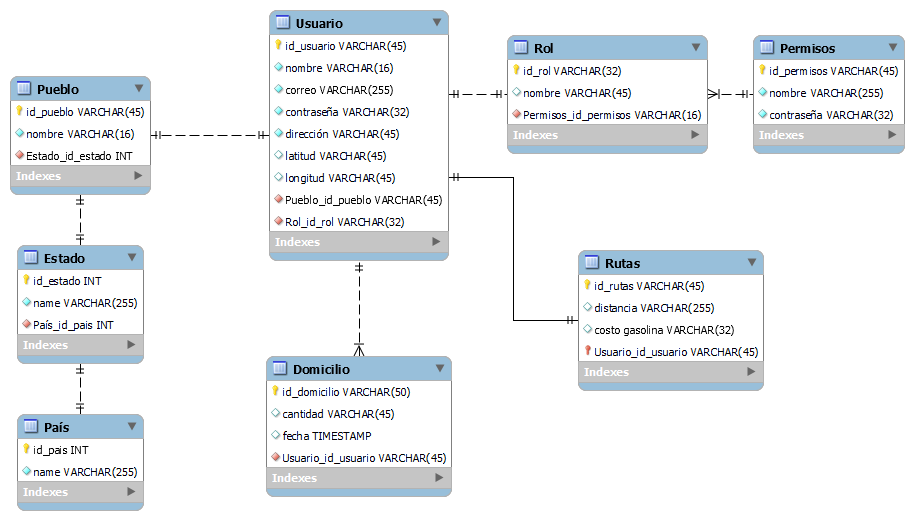 Usuario
id_usuario VARCHAR(45)
nombre VARCHAR(16)
correo VARCHAR(255)
contraseña VARCHAR(32)
dirección VARCHAR(45)
latitud VARCHAR(45)
longitud VARCHAR(45)
Pueblo_id_pueblo VARCHAR(45)
Rol_id_rol VARCHAR(32)
Indexes
Rol
id_rol VARCHAR(32)
nombre VARCHAR(45)
Permisos_id_permisos VARCHAR(16)
Indexes
Permisos
id_permisos VARCHAR(45)
nombre VARCHAR(255)
contraseña VARCHAR(32)
Indexes
Pueblo
id_pueblo VARCHAR(45)
nombre VARCHAR(16)
Estado_id_estado INT
Indexes
Estado
id_estado INT
name VARCHAR(255)
País_id_pais INT
Indexes
Rutas
id_rutas VARCHAR(45)
distancia VARCHAR(255)
costo gasolina VARCHAR(32)
Usuario_id_usuario VARCHAR(45)
Indexes
Domicilio
id_domicilio VARCHAR(50)
cantidad VARCHAR(45)
fecha TIMESTAMP
Usuario_id_usuario VARCHAR(45)
Indexes
País
id_pais INT
name VARCHAR(255)
Indexes